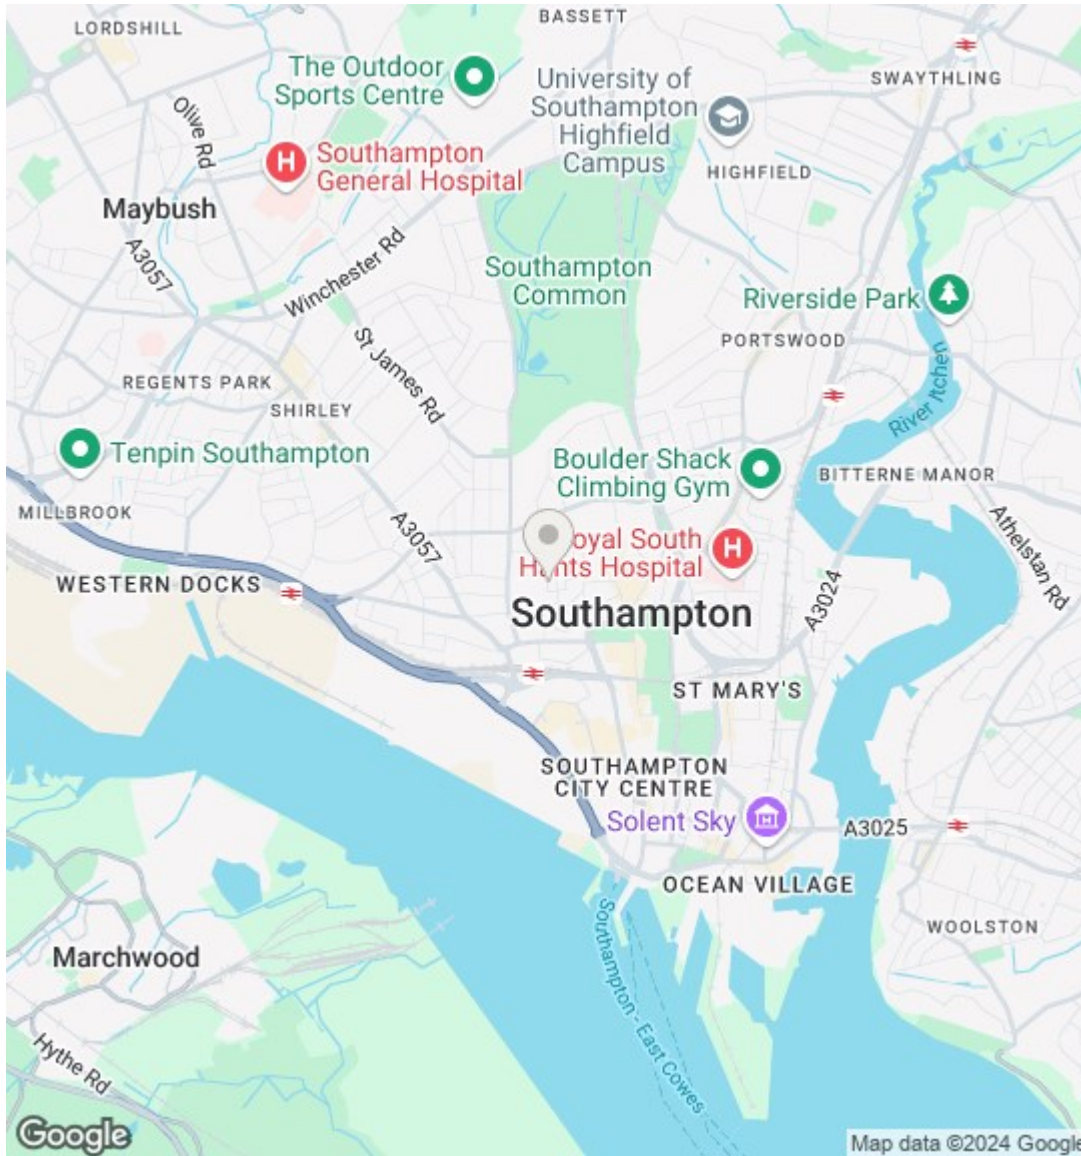 BASSETT
LORDSHILL
The Outdoor
Sports Centre
University of
Southampton
Highfield
Campus
SWAYTHLING
Olive Rd
Southampton
General Hospital
HIGHFIELD
Maybush
A3057
Winchester Rd
Southampton
Common
Riverside Park
PORTSWOOD
St James Rd
REGENTS PARK
SHIRLEY
River Itchen
Tenpin Southampton
Boulder Shack
Climbing Gym
BITTERNE MANOR
MILLBROOK
A3057
Athelstan Rd
oyal South
Hants Hospital
WESTERN DOCKS
A3024
Southampton
ST MARY'S
SOUTHAMPTON
CITY CENTRE
Solent Sky
A3025
OCEAN VILLAGE
WOOLSTON
Marchwood
Southampton - East Cowes
Hythe Rd
Google
Map data ©2024 Google